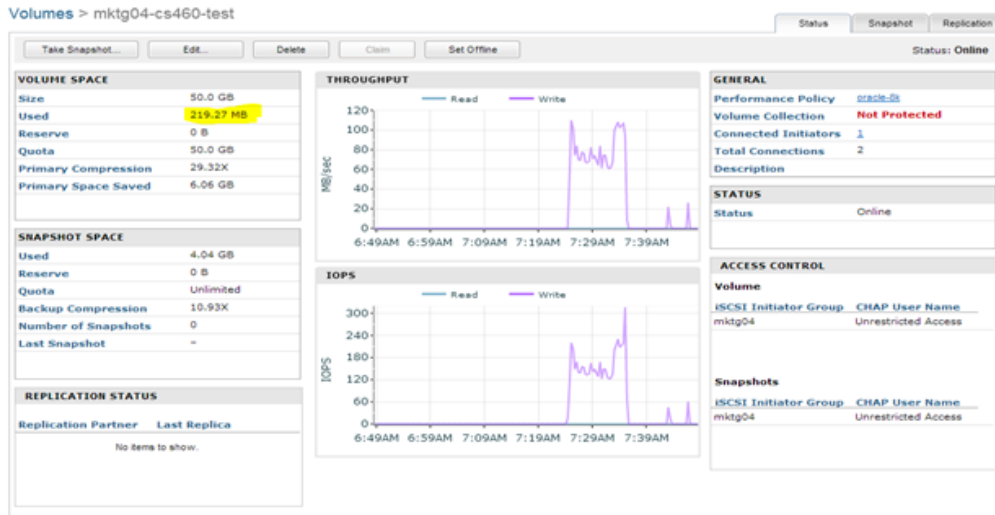 Volumes > mktg04-cs460-test
Status Snapshot Replication
Take Snapshot... Edit... Delete Claim Set Offline Status: Online
VOLUME SPACE
Size 50.0 GB
Used 219.27 MB
Reserve 0 B
Quota 50.0 GB
Primary Compression 29.32X
Primary Space Saved 6.06 GB
SNAPSHOT SPACE
Used 4.04 GB
Reserve 0 B
Quota Unlimited
Backup Compression 10.93X
Number of Snapshots 0
Last Snapshot -
REPLICATION STATUS
Replication Partner Last Replica
No items to show.
THROUGHPUT
Read Write
120
100
80
60
40
20
0
MB/sec
6:49AM 6:59AM 7:09AM 7:19AM 7:29AM 7:39AM
IOPS
Read Write
300
240
180
120
60
0
IOPS
6:49AM 6:59AM 7:09AM 7:19AM 7:29AM 7:39AM
GENERAL
Performance Policy oracle-8k
Volume Collection Not Protected
Connected Initiators 1
Total Connections 2
Description
STATUS
Status Online
ACCESS CONTROL
Volume
iSCSI Initiator Group CHAP User Name
mktg04 Unrestricted Access
Snapshots
iSCSI Initiator Group CHAP User Name
mktg04 Unrestricted Access